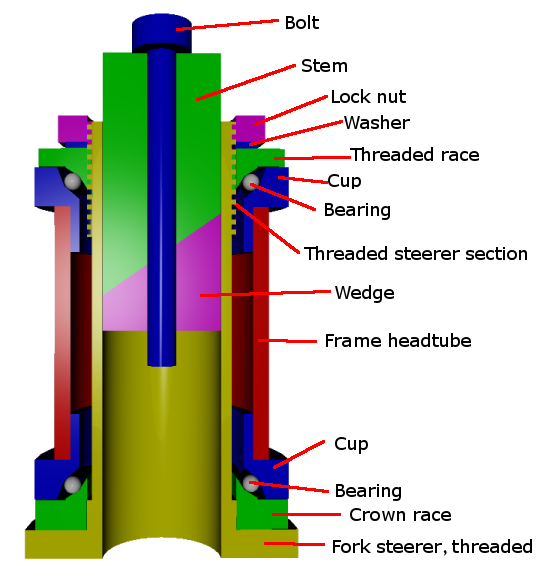 Bolt
Stem
Lock nut
Washer
Threaded race
Cup
Bearing
Threaded steerer section
Wedge
Frame headtube
Cup
Bearing
Crown race
Fork steerer, threaded